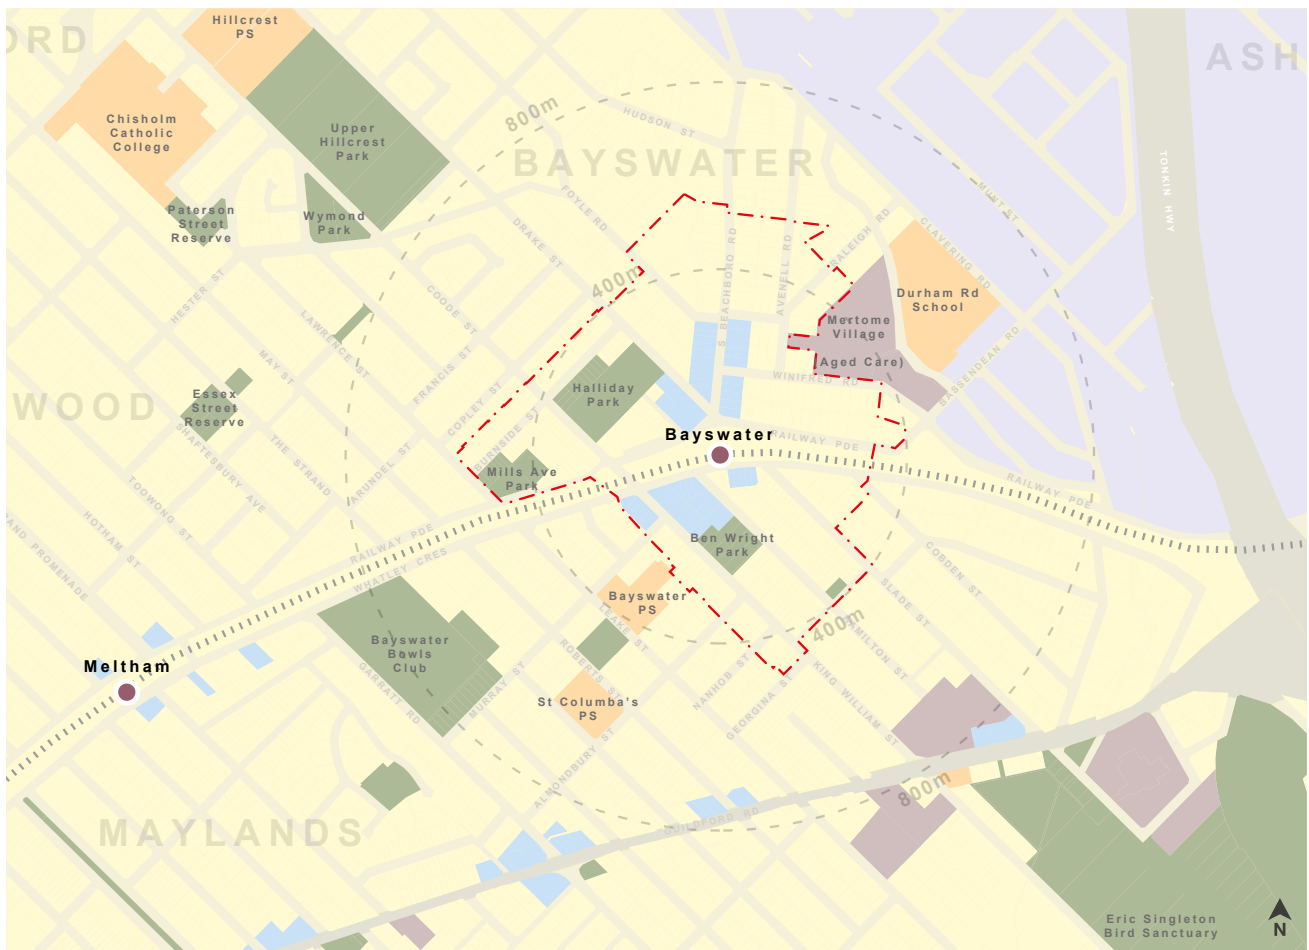 Hillcrest
PS
ORD
ASH
800m
HUDSON ST
Chisholm
Catholic
College
Upper
Hillcrest
Park
BAYSWATER
TONKIN HWY
MINT ST
FOYLE RD
DRAKE ST
Paterson
Street
Reserve
Wymond
Park
S BEACHBORO RD
AVENELL RD
RALEIGH RD
CLAVERING RD
400m
HESTER ST
COODE ST
LAWRENCE ST
Durham Rd
School
Mertome
Village
(Aged Care)
MAY ST
FRANCIS ST
BASSENDEAN RD
WINIFRED RD
WOOD
Essex
Street
Reserve
COPLEY ST
Halliday
Park
BURNSIDE ST
Bayswater
RAILWAY PDE
SHAFTESBURY AVE
THE STRAND
ARUNDEL ST
Mills Ave
Park
RAILWAY PDE
TOOWONG ST
HOTHAM ST
AND PROMENADE
RAILWAY PDE
WHATLEY CRES
Ben Wright
Park
COBDEN ST
SLADE ST
Bayswater
PS
LEAKE ST
400m
HAMILTON ST
Bayswater
Bowls
Club
ROBERTS ST
KING WILLIAM ST
Meltham
GARRATT RD
MURRAY ST
NANHOB ST
GEORGINA ST
St Columba's
PS
ALMONDBURY ST
800m
GUILDFORD RD
MAYLANDS
Eric Singleton
Bird Sanctuary
N